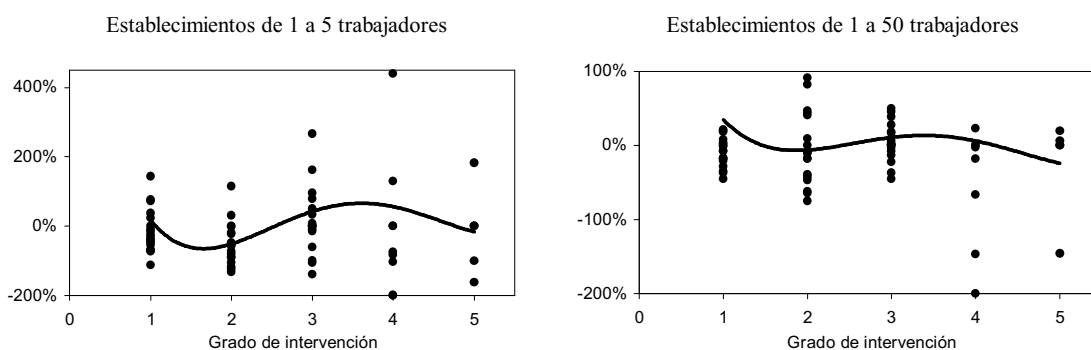 Establecimientos de 1 a 5 trabajadores
400%
200%
0%
-200%
0 1 2 3 4 5
Grado de intervención
Establecimientos de 1 a 50 trabajadores
100%
0%
-100%
-200%
0 1 2 3 4 5
Grado de intervención